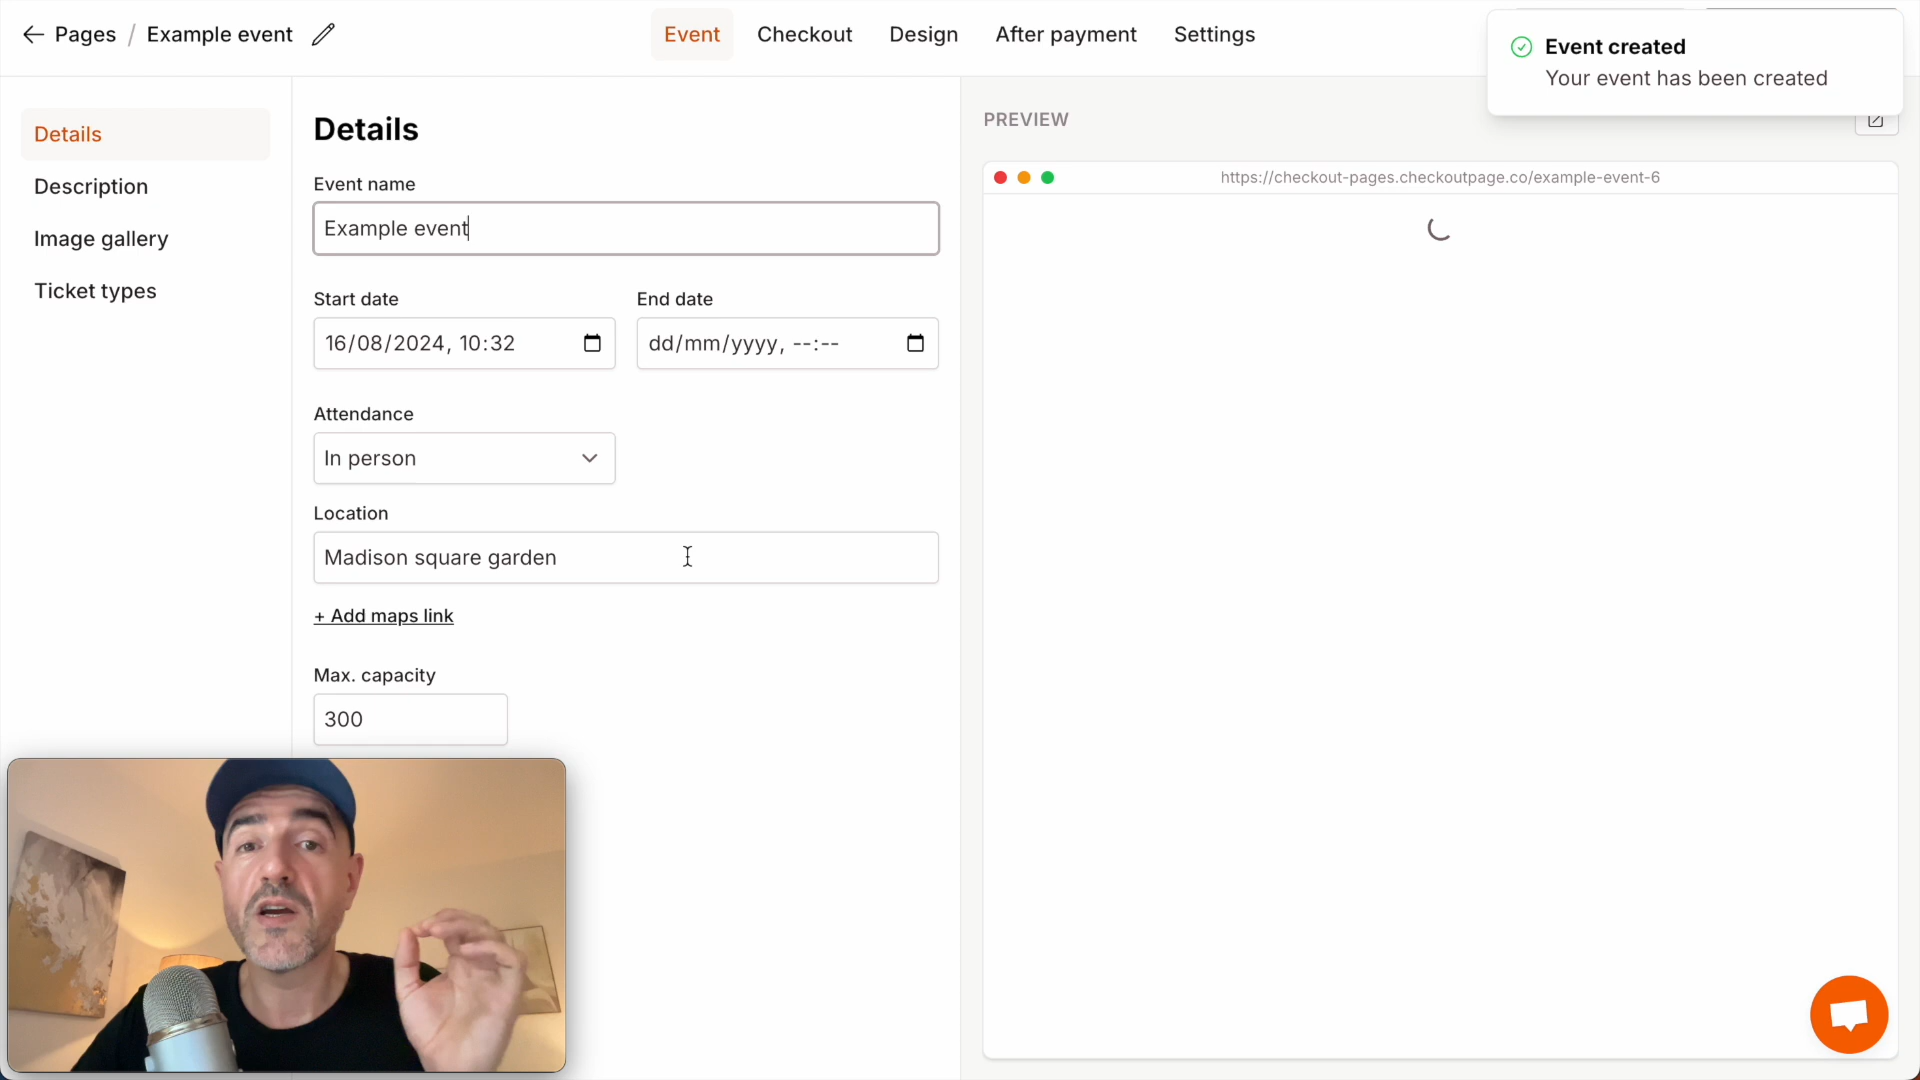 Pages / Example event
Event
Checkout
Design
After payment
Settings
Event created
Your event has been created
Details
Description
Image gallery
Ticket types
Details
Event name
Example event
Start date
End date
16/08/2024, 10:32
dd/mm/yyyy, --:--
Attendance
In person
Location
Madison square garden
+ Add maps link
Max. capacity
300
PREVIEW
https://checkout-pages.checkoutpage.co/example-event-6